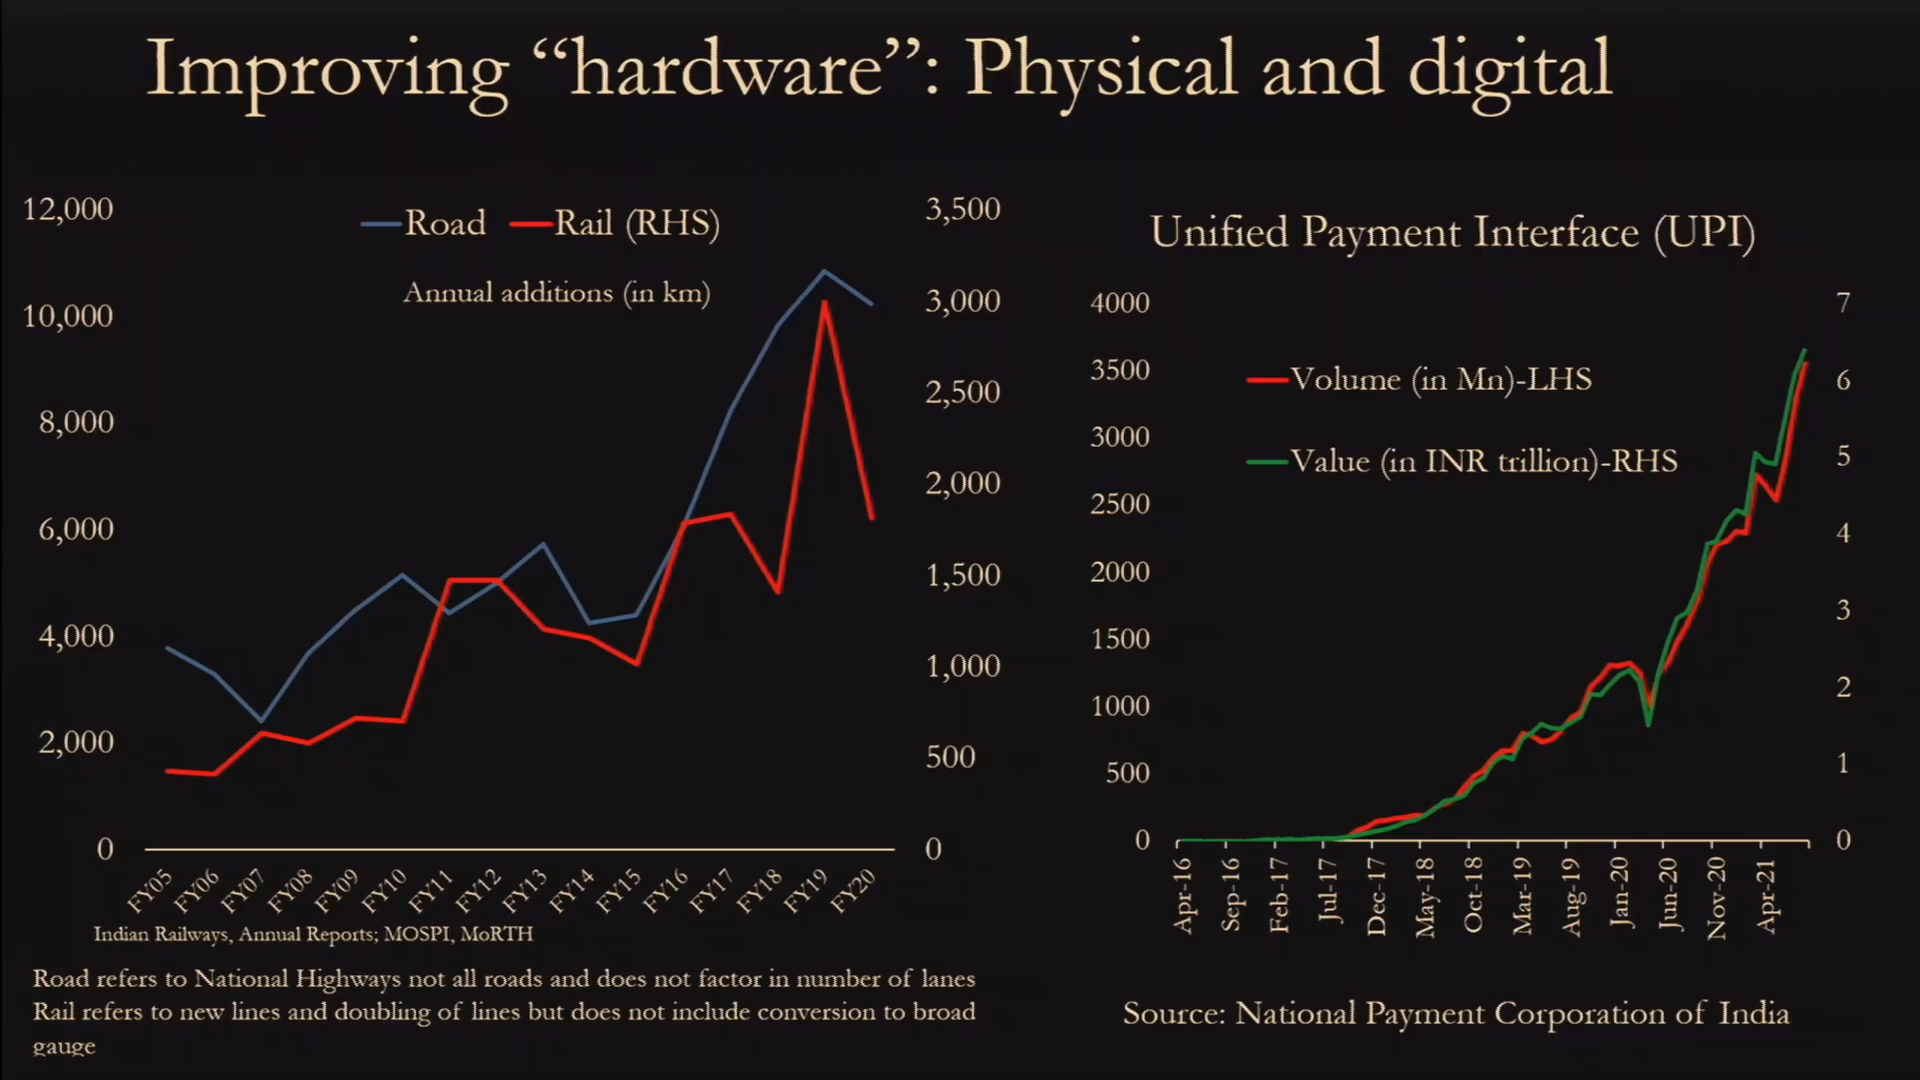 Improving “hardware”: Physical and digital
Road Rail (RHS)
Annual additions (in km)
12,000
10,000
8,000
6,000
4,000
2,000
0
3,500
3,000
2,500
2,000
1,500
1,000
500
0
FY05 FY06 FY07 FY08 FY09 FY10 FY11 FY12 FY13 FY14 FY15 FY16 FY17 FY18 FY19 FY20
Indian Railways, Annual Reports; MOSPI, MoRTH
Road refers to National Highways not all roads and does not factor in number of lanes
Rail refers to new lines and doubling of lines but does not include conversion to broad
gauge
Unified Payment Interface (UPI)
Volume (in Mn)-LHS
Value (in INR trillion)-RHS
4000
3500
3000
2500
2000
1500
1000
500
0
7
6
5
4
3
2
1
0
Apr-16 Sep-16 Feb-17 Jul-17 Dec-17 May-18 Oct-18 Mar-19 Aug-19 Jan-20 Jun-20 Nov-20 Apr-21
Source: National Payment Corporation of India